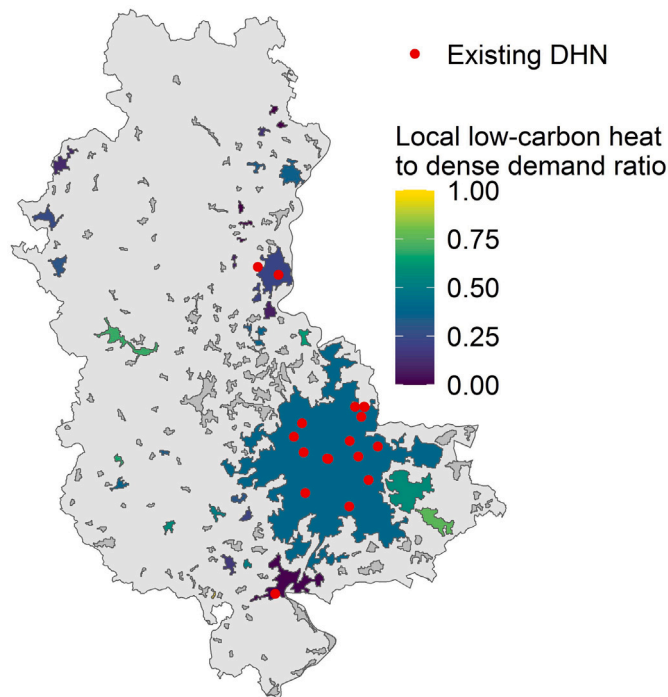 Existing DHN
Local low-carbon heat
to dense demand ratio
1.00
0.75
0.50
0.25
0.00